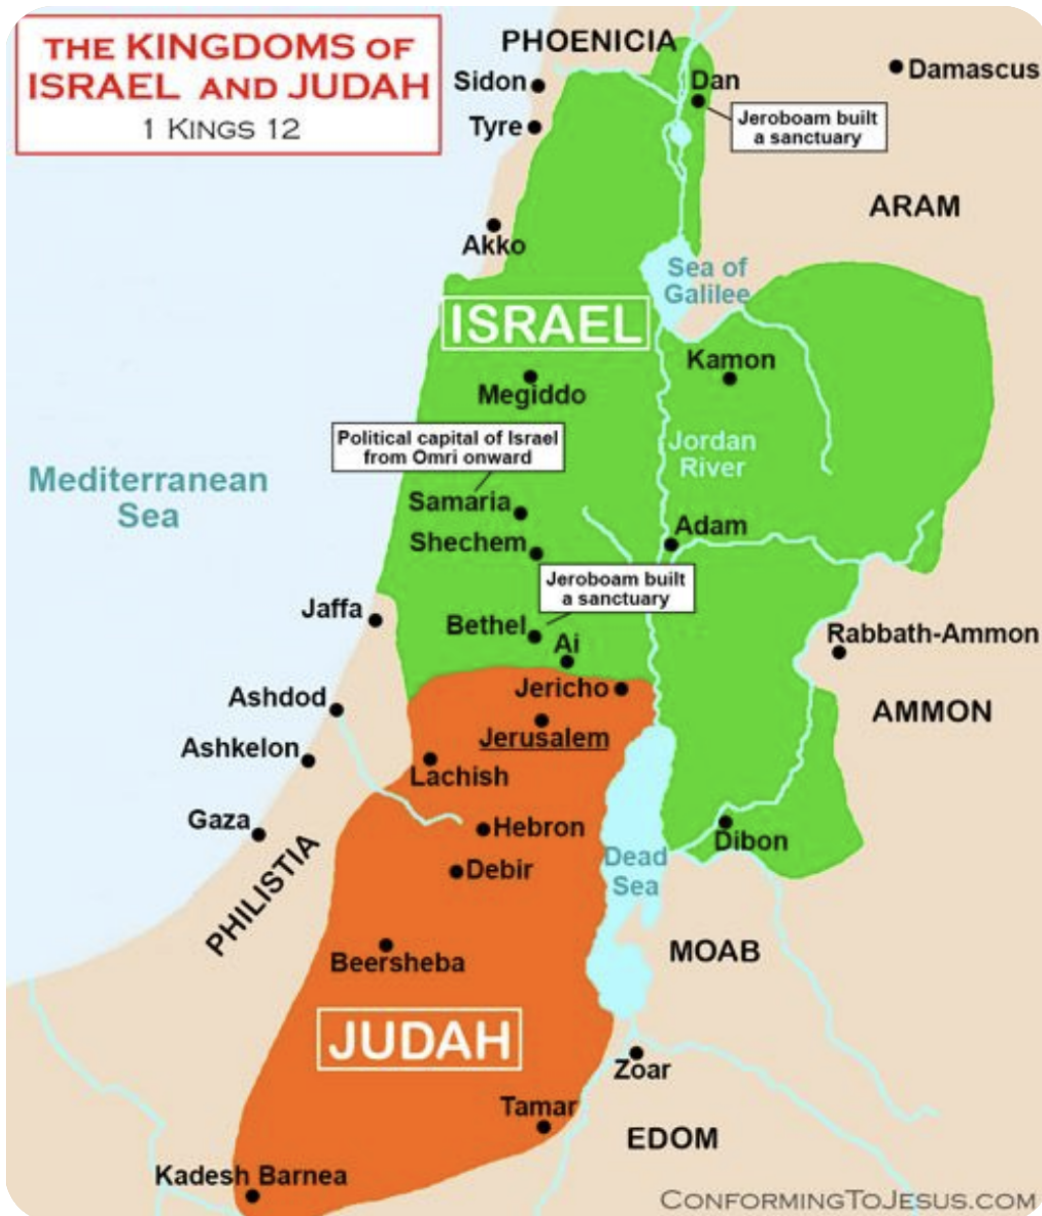 THE KINGDOMS OF
ISRAEL AND JUDAH
1 KINGS 12
PHOENICIA
Sidon
Dan
Damascus
Tyre
Jeroboam built
a sanctuary
ARAM
Akko
Sea of
Galilee
ISRAEL
Kamon
Megiddo
Political capital of Israel
from Omri onward
Jordan
River
Mediterranean
Sea
Samaria
Adam
Shechem
Jeroboam built
a sanctuary
Jaffa
Bethel
Rabbath-Ammon
Ai
Jericho
Ashdod
AMMON
Jerusalem
Ashkelon
Lachish
Gaza
Hebron
Dibon
PHILISTIA
Dead
Sea
Debir
MOAB
Beersheba
JUDAH
Zoar
Tamar
EDOM
Kadesh Barnea
CONFORMINGTOJESUS.COM